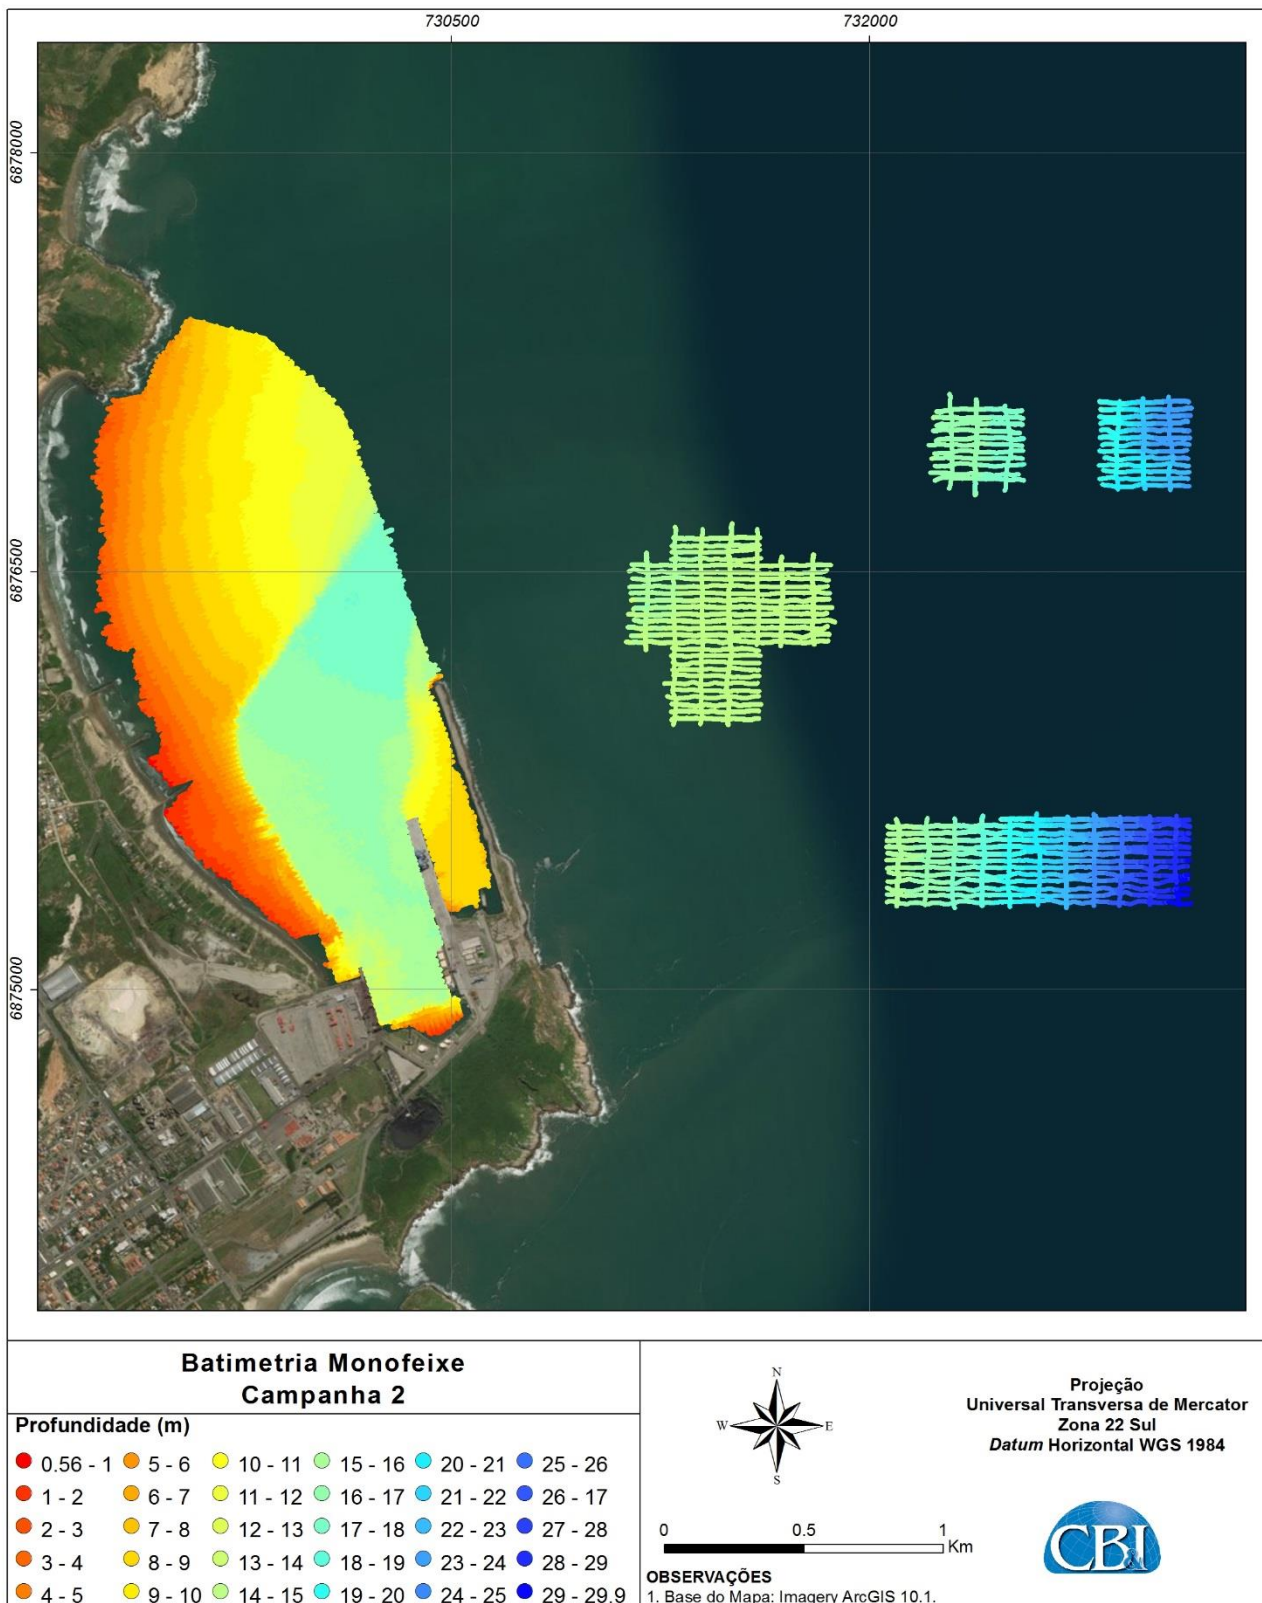 730500
732000
6878000
6876500
6875000
Batimetria Monofeixe
Campanha 2
Profundidade (m)
0.56 - 1
1 - 2
2 - 3
3 - 4
4 - 5
5 - 6
6 - 7
7 - 8
8 - 9
9 - 10
10 - 11
11 - 12
12 - 13
13 - 14
14 - 15
15 - 16
16 - 17
17 - 18
18 - 19
19 - 20
20 - 21
21 - 22
22 - 23
23 - 24
24 - 25
25 - 26
26 - 17
27 - 28
28 - 29
29 - 29.9
N
W
E
S
0
0.5
1
Km
OBSERVAÇÕES
1. Base do Mapa: Imagery ArcGIS 10.1.
Projeção
Universal Transversa de Mercator
Zona 22 Sul
Datum Horizontal WGS 1984
CB&I